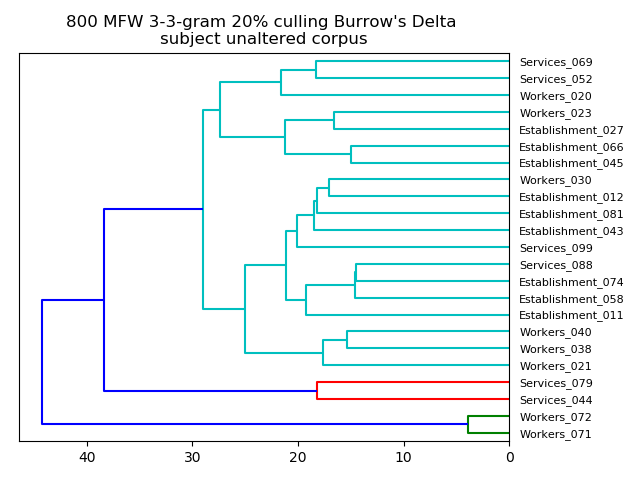 800 MFW 3-3-gram 20% culling Burrow's Delta
subject unaltered corpus
Services_069
Services_052
Workers_020
Workers_023
Establishment_027
Establishment_066
Establishment_045
Workers_030
Establishment_012
Establishment_081
Establishment_043
Services_099
Services_088
Establishment_074
Establishment_058
Establishment_011
Workers_040
Workers_038
Workers_021
Services_079
Services_044
Workers_072
Workers_071
40 30 20 10 0